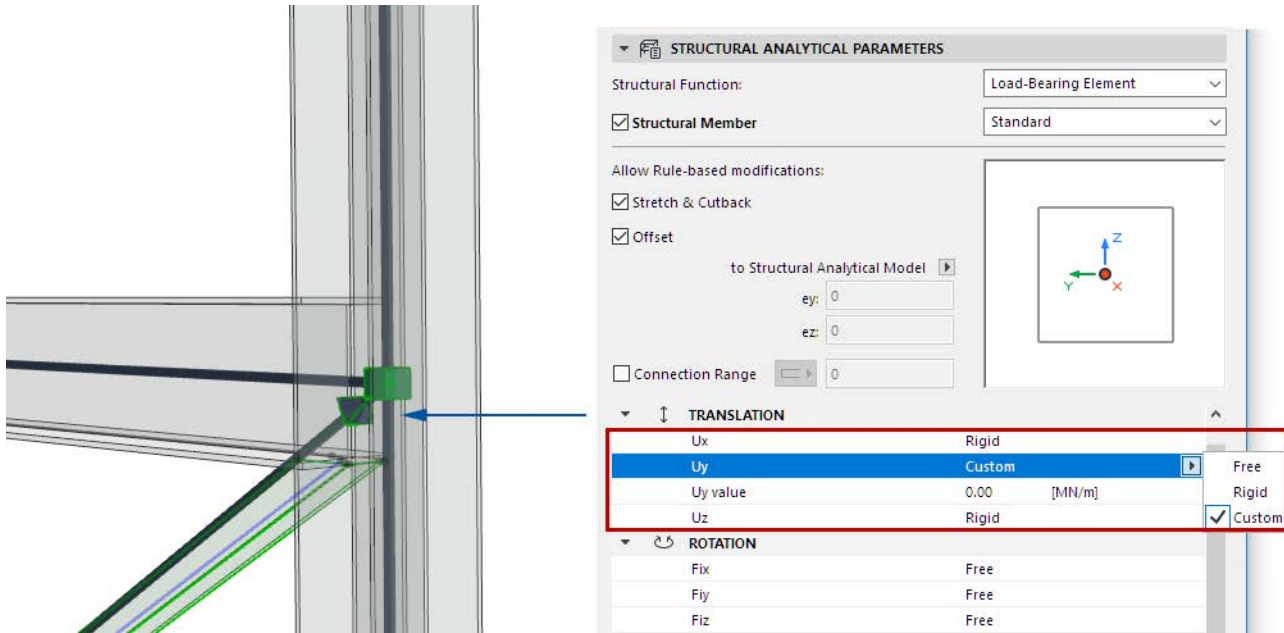 STRUCTURAL ANALYTICAL PARAMETERS
Structural Function: Load-Bearing Element
Structural Member Standard
Allow Rule-based modifications:
Stretch & Cutback
Offset
to Structural Analytical Model
ey: 0
ez: 0
Connection Range 0
Z
Y X
TRANSLATION
Ux Rigid
Uy Custom
Uy value 0.00 [MN/m]
Uz Rigid
Free
Rigid
Custom
ROTATION
Fix Free
Fiy Free
Fiz Free